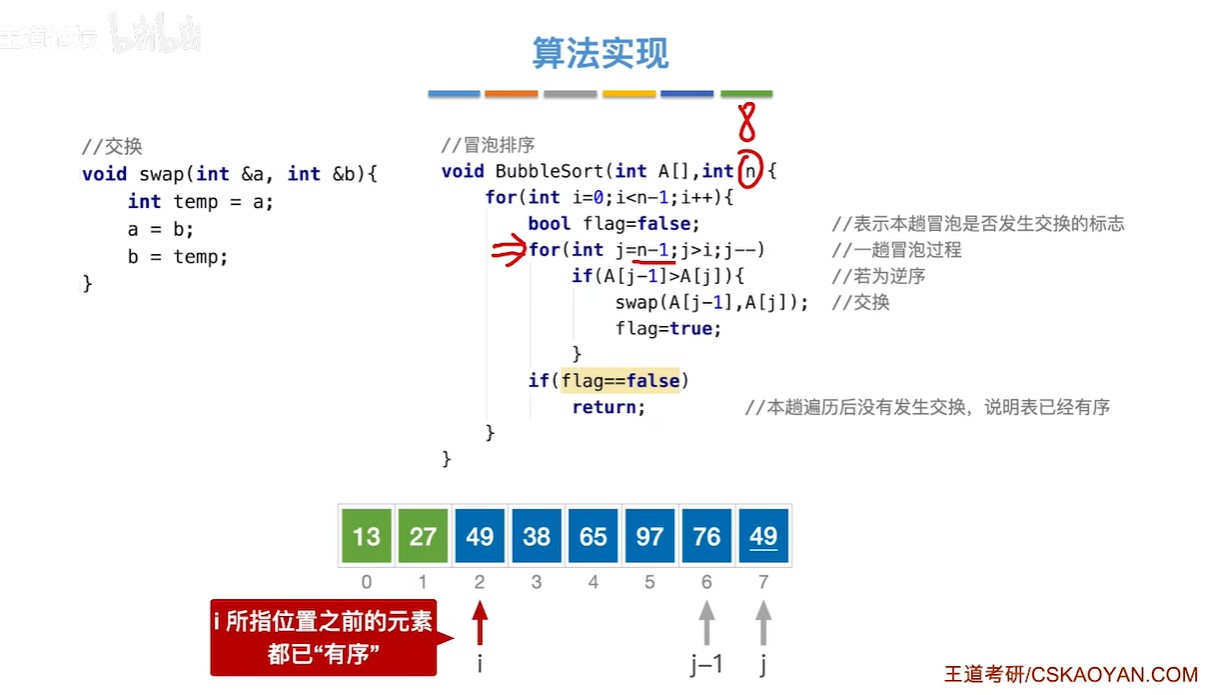 王道论坛 bilibili
算法实现
8
//交换
void swap(int &a, int &b){
int temp = a;
a = b;
b = temp;
}
//冒泡排序
void BubbleSort(int A[],int n){
for(int i=0;i<n-1;i++){
bool flag=false; //表示本趟冒泡是否发生交换的标志
for(int j=n-1;j>i;j--) //一趟冒泡过程
if(A[j-1]>A[j]){ //若为逆序
swap(A[j-1],A[j]); //交换
flag=true;
}
if(flag==false)
return; //本趟遍历后没有发生交换，说明表已经有序
}
}
13 27 49 38 65 97 76 49
0 1 2 3 4 5 6 7
i 所指位置之前的元素
都已“有序”
i j–1 j
王道考研/CSKAOYAN.COM